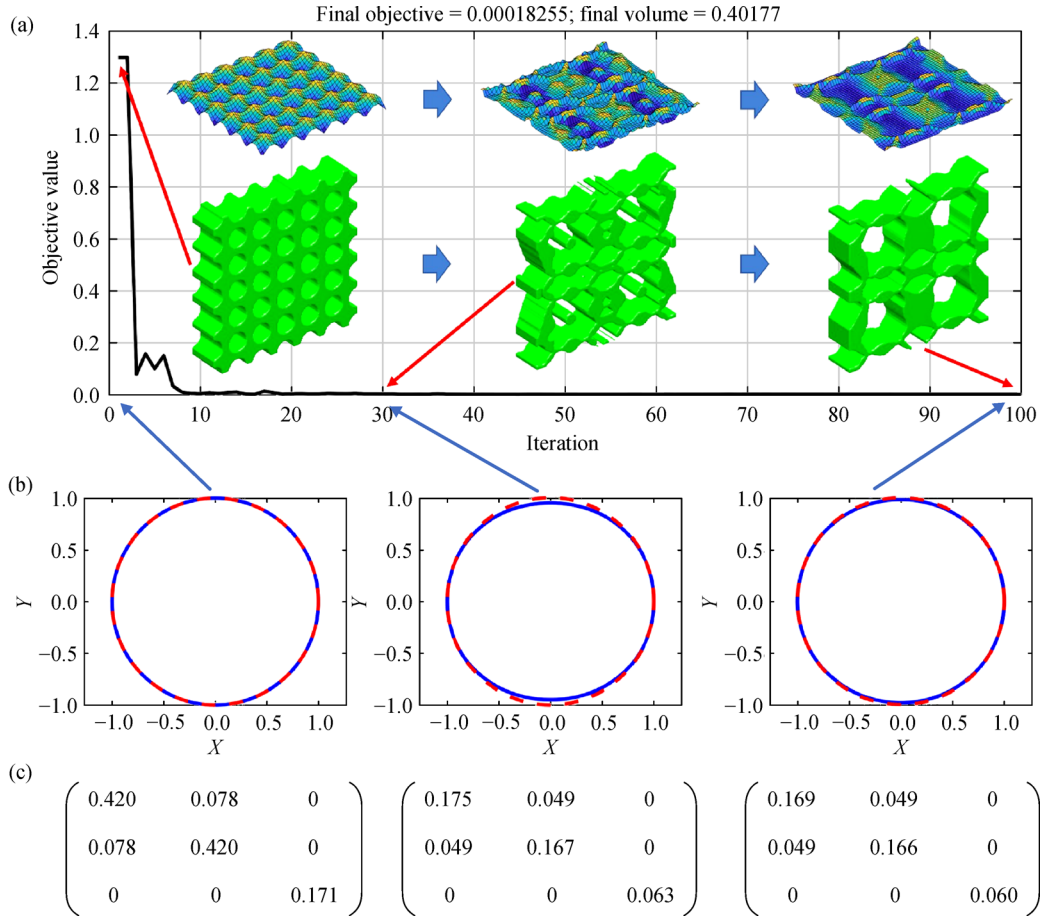 Final objective = 0.00018255; final volume = 0.40177
(a)
Objective value
1.4
1.2
1.0
0.8
0.6
0.4
0.2
0.0
0 10 20 30 40 50 60 70 80 90 100
Iteration
(b)
Y
1.0
0.5
0.0
−0.5
−1.0
−1.0 −0.5 0.0 0.5 1.0
X
Y
1.0
0.5
0.0
−0.5
−1.0
−1.0 −0.5 0.0 0.5 1.0
X
Y
1.0
0.5
0.0
−0.5
−1.0
−1.0 −0.5 0.0 0.5 1.0
X
(c)
0.420 0.078 0
0.078 0.420 0
0 0 0.171
0.175 0.049 0
0.049 0.167 0
0 0 0.063
0.169 0.049 0
0.049 0.166 0
0 0 0.060